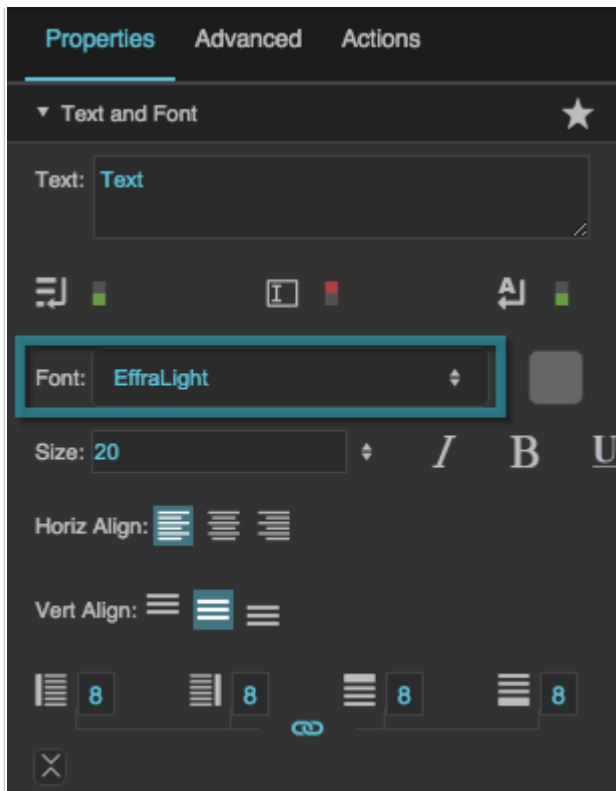 Properties Advanced Actions
Text and Font
Text: Text
Font: EffraLight
Size: 20 I B U
Horiz Align:
Vert Align:
8 8 8 8